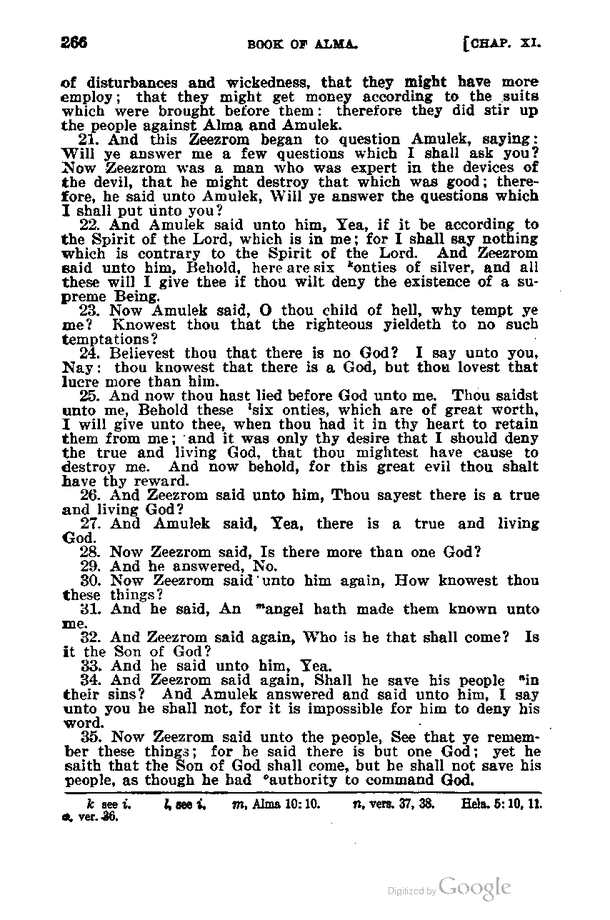 266 BOOK OF ALMA. [CHAP. XI.
of disturbances and wickedness, that they might have more
employ; that they might get money according to the suits
which were brought before them: therefore they did stir up
the people against Alma and Amulek.
21. And this Zeezrom began to question Amulek, saying:
Will ye answer me a few questions which I shall ask you?
Now Zeezrom was a man who was expert in the devices of
the devil, that he might destroy that which was good; there-
fore, he said unto Amulek, Will ye answer the questions which
I shall put unto you?
22. And Amulek said unto him, Yea, if it be according to
the Spirit of the Lord, which is in me; for I shall say nothing
which is contrary to the Spirit of the Lord. And Zeezrom
said unto him, Behold, here are six konties of silver, and all
these will I give thee if thou wilt deny the existence of a su-
preme Being.
23. Now Amulek said, O thou child of hell, why tempt ye
me? Knowest thou that the righteous yieldeth to no such
temptations?
24. Believest thou that there is no God? I say unto you,
Nay: thou knowest that there is a God, but thou lovest that
lucre more than him.
25. And now thou hast lied before God unto me. Thou saidst
unto me, Behold these lsix onties, which are of great worth,
I will give unto thee, when thou had it in thy heart to retain
them from me; and it was only thy desire that I should deny
the true and living God, that thou mightest have cause to
destroy me. And now behold, for this great evil thou shalt
have thy reward.
26. And Zeezrom said unto him, Thou sayest there is a true
and living God?
27. And Amulek said, Yea, there is a true and living
God.
28. Now Zeezrom said, Is there more than one God?
29. And he answered, No.
30. Now Zeezrom said unto him again, How knowest thou
these things?
31. And he said, An mangel hath made them known unto
me.
32. And Zeezrom said again, Who is he that shall come? Is
it the Son of God?
33. And he said unto him, Yea.
34. And Zeezrom said again, Shall he save his people nin
their sins? And Amulek answered and said unto him, I say
unto you he shall not, for it is impossible for him to deny his
word.
35. Now Zeezrom said unto the people, See that ye remem-
ber these things; for he said there is but one God; yet he
saith that the Son of God shall come, but he shall not save his
people, as though he had oauthority to command God.
k see i. l, see i. m, Alma 10: 10. n, vers. 37, 38. Hela. 5: 10, 11.
o, ver. 36.
Digitized by Google